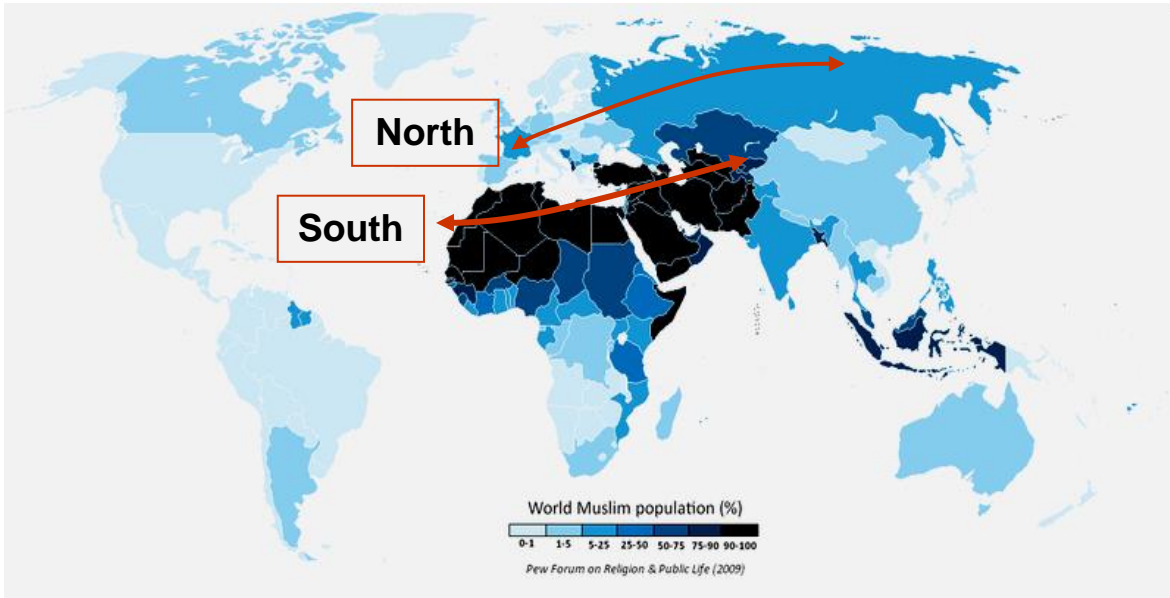 North
South
World Muslim population (%)
0-1 1-5 5-25 25-50 50-75 75-90 90-100
Pew Forum on Religion & Public Life (2009)